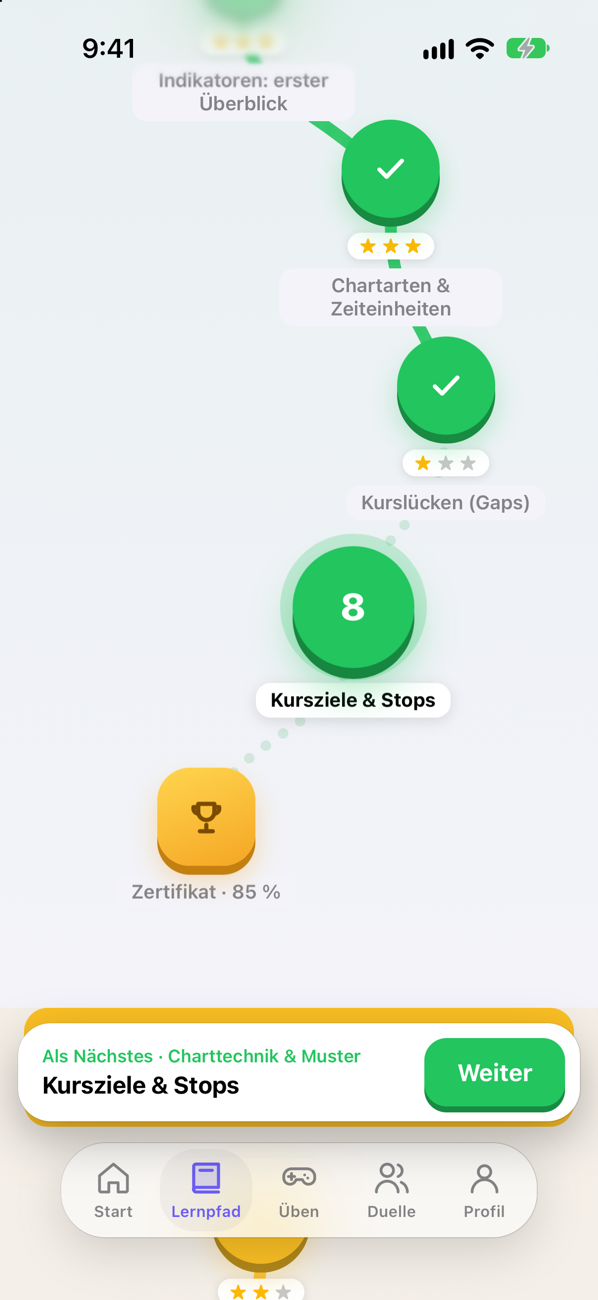 9:41
Indikatoren: erster
Überblick
Chartarten &
Zeiteinheiten
Kurslücken (Gaps)
8
Kursziele & Stops
Zertifikat · 85 %
Als Nächstes · Charttechnik & Muster
Kursziele & Stops
Weiter
Start
Lernpfad
Üben
Duelle
Profil